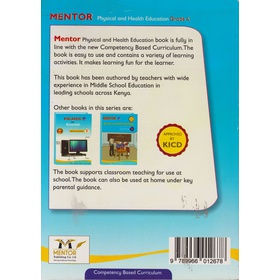 MENTOR Physical and Health Education Grade 4
Mentor Physical and Health Education book is fully in
line with the new Competency Based Curriculum.The
book is easy to use and contains a variety of learning
activities. It makes learning fun for the learner.
This book has been authored by teachers with wide
experience in Middle School Education in
leading schools across Kenya.
Other books in this series are:
APPROVED
BY
KICD
The book supports classroom teaching for use at
school.The book can also be used at home under key
parental guidance.
MENTOR
Publishing Co. Ltd
9 789966 012678
Competency Based Curriculum